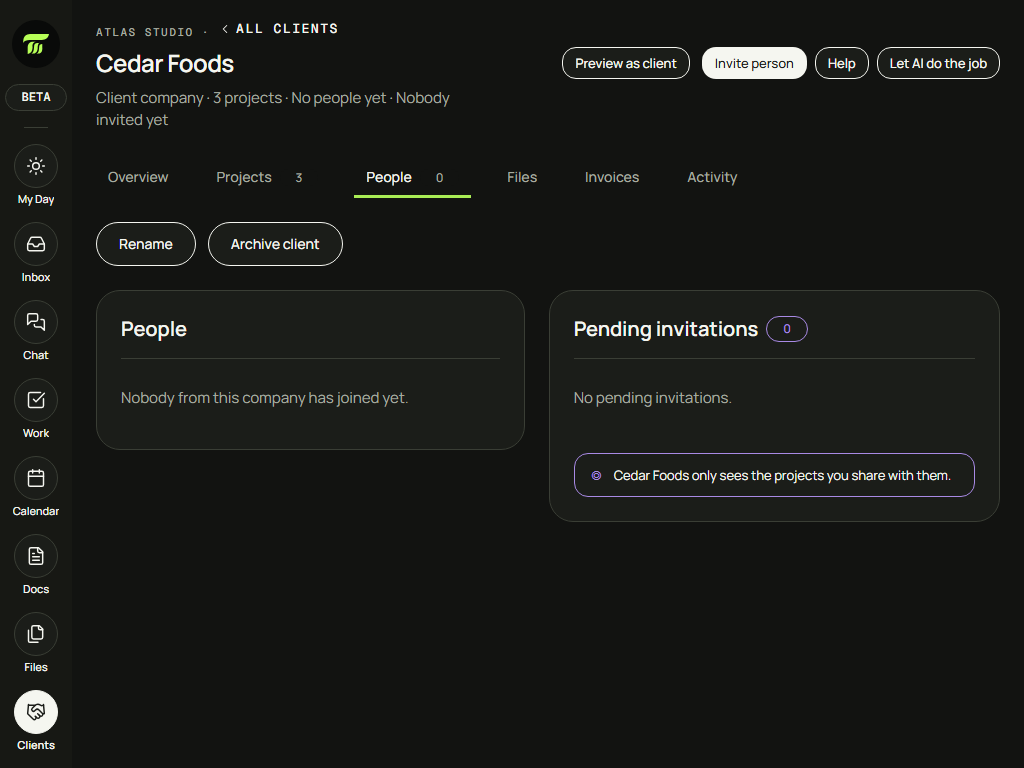 ATLAS STUDIO · ALL CLIENTS
Cedar Foods
Client company · 3 projects · No people yet · Nobody
invited yet
Preview as client
Invite person
Help
Let AI do the job
BETA
My Day
Inbox
Chat
Work
Calendar
Docs
Files
Clients
Overview
Projects 3
People 0
Files
Invoices
Activity
Rename
Archive client
People
Nobody from this company has joined yet.
Pending invitations 0
No pending invitations.
Cedar Foods only sees the projects you share with them.